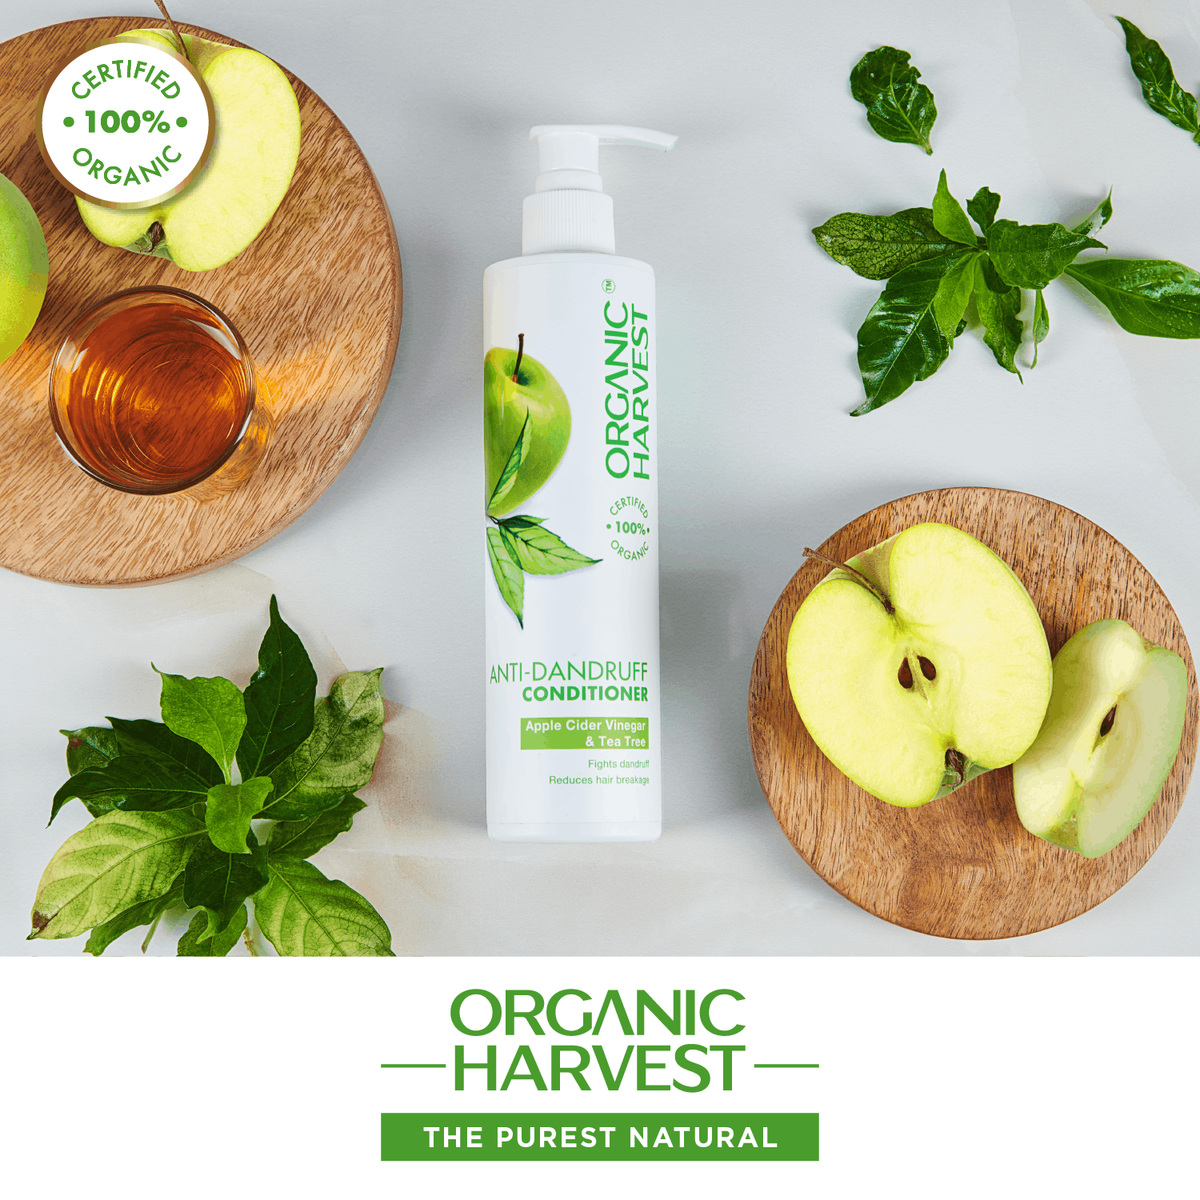 CERTIFIED
• 100% •
ORGANIC
ORGANIC
HARVEST
TM
CERTIFIED
• 100% •
ORGANIC
ANTI-DANDRUFF
CONDITIONER
Apple Cider Vinegar
& Tea Tree
Fights dandruff
Reduces hair breakage
ORGANIC
HARVEST
THE PUREST NATURAL